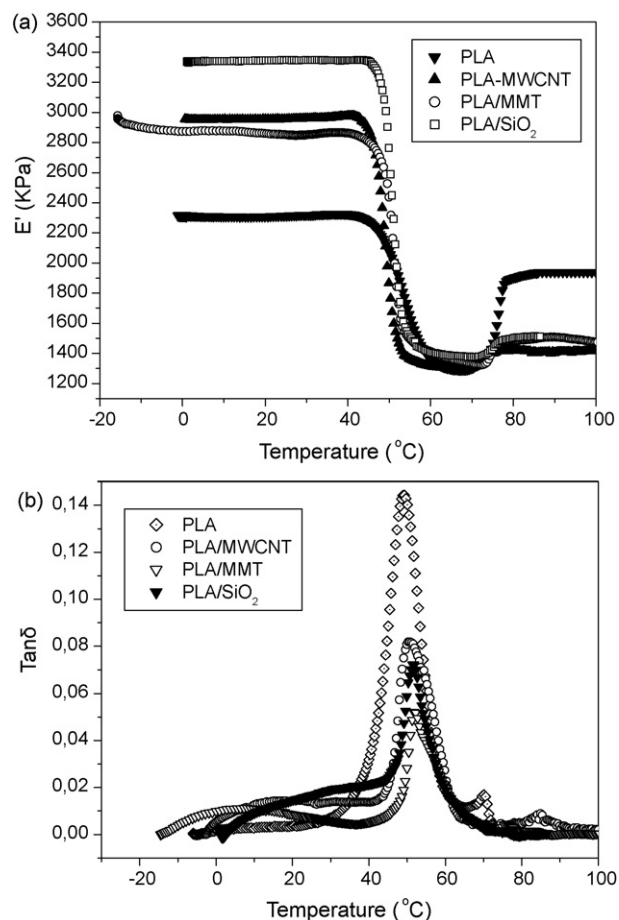 (a)
3600
3400
3200
3000
2800
2600
2400
2200
2000
1800
1600
1400
1200
E' (KPa)
PLA
PLA-MWCNT
PLA/MMT
PLA/SiO₂
-20 0 20 40 60 80 100
Temperature (°C)
(b)
0,14
0,12
0,10
0,08
0,06
0,04
0,02
0,00
Tanδ
PLA
PLA/MWCNT
PLA/MMT
PLA/SiO₂
-20 0 20 40 60 80 100
Temperature (°C)